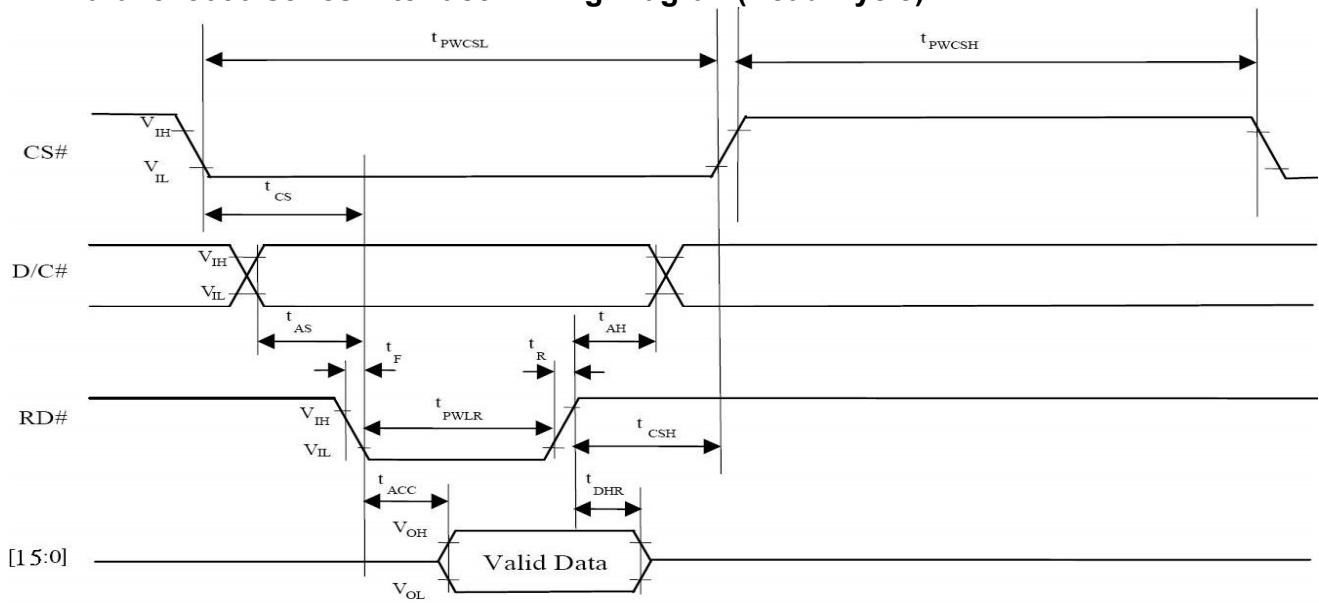 t PWCSL
t PWCSH
CS#
V IH
V IL
t CS
D/C#
V IH
V IL
t AS
t F
t R
t AH
RD#
V IH
V IL
t PWLR
t CSH
t ACC
t DHR
[15:0]
V OH
Valid Data
V OL